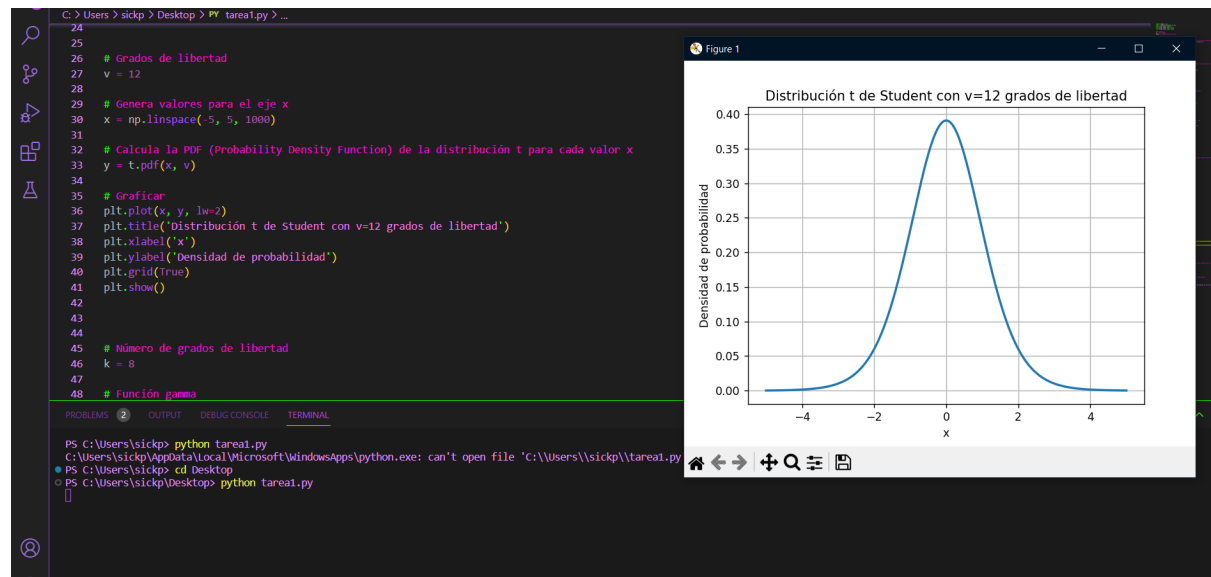 C: > Users > sickp > Desktop > PY tarea1.py > ...
24
25
26 # Grados de libertad
27 v = 12
28
29 # Genera valores para el eje x
30 x = np.linspace(-5, 5, 1000)
31
32 # Calcula la PDF (Probability Density Function) de la distribución t para cada valor x
33 y = t.pdf(x, v)
34
35 # Graficar
36 plt.plot(x, y, lw=2)
37 plt.title('Distribución t de Student con v=12 grados de libertad')
38 plt.xlabel('x')
39 plt.ylabel('Densidad de probabilidad')
40 plt.grid(True)
41 plt.show()
42
43
44
45 # Número de grados de libertad
46 k = 8
47
48 # Función gamma
PROBLEMS 2 OUTPUT DEBUG CONSOLE TERMINAL
PS C:\Users\sickp> python tarea1.py
C:\Users\sickp\AppData\Local\Microsoft\WindowsApps\python.exe: can't open file 'C:\\Users\\sickp\\tarea1.py
PS C:\Users\sickp> cd Desktop
PS C:\Users\sickp\Desktop> python tarea1.py
Figure 1
Distribución t de Student con v=12 grados de libertad
Densidad de probabilidad
0.40
0.35
0.30
0.25
0.20
0.15
0.10
0.05
0.00
−4 −2 0 2 4
x